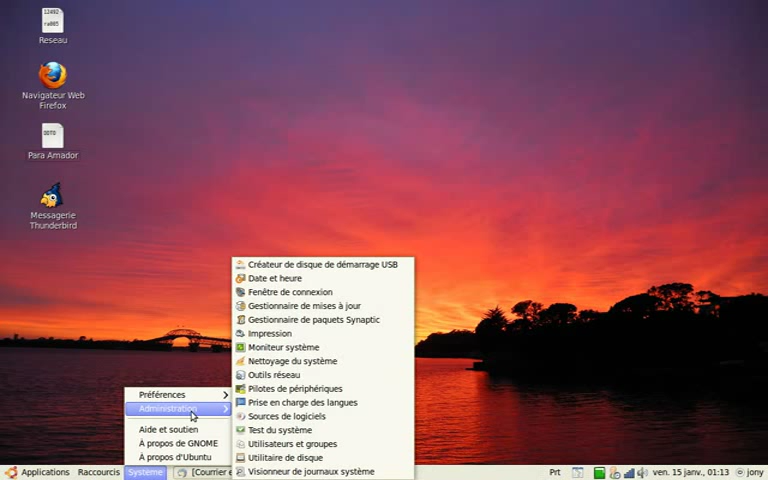 12492
ra005
Reseau
Navigateur Web
Firefox
DOTO
Para Amador
Messagerie
Thunderbird
Créateur de disque de démarrage USB
Date et heure
Fenêtre de connexion
Gestionnaire de mises à jour
Gestionnaire de paquets Synaptic
Impression
Moniteur système
Nettoyage du système
Outils réseau
Pilotes de périphériques
Prise en charge des langues
Sources de logiciels
Test du système
Utilisateurs et groupes
Utilitaire de disque
Visionneur de journaux système
Préférences
Administration
Aide et soutien
À propos de GNOME
À propos d'Ubuntu
Applications Raccourcis Système [Courrier e Prt ven. 15 janv., 01:13 jony